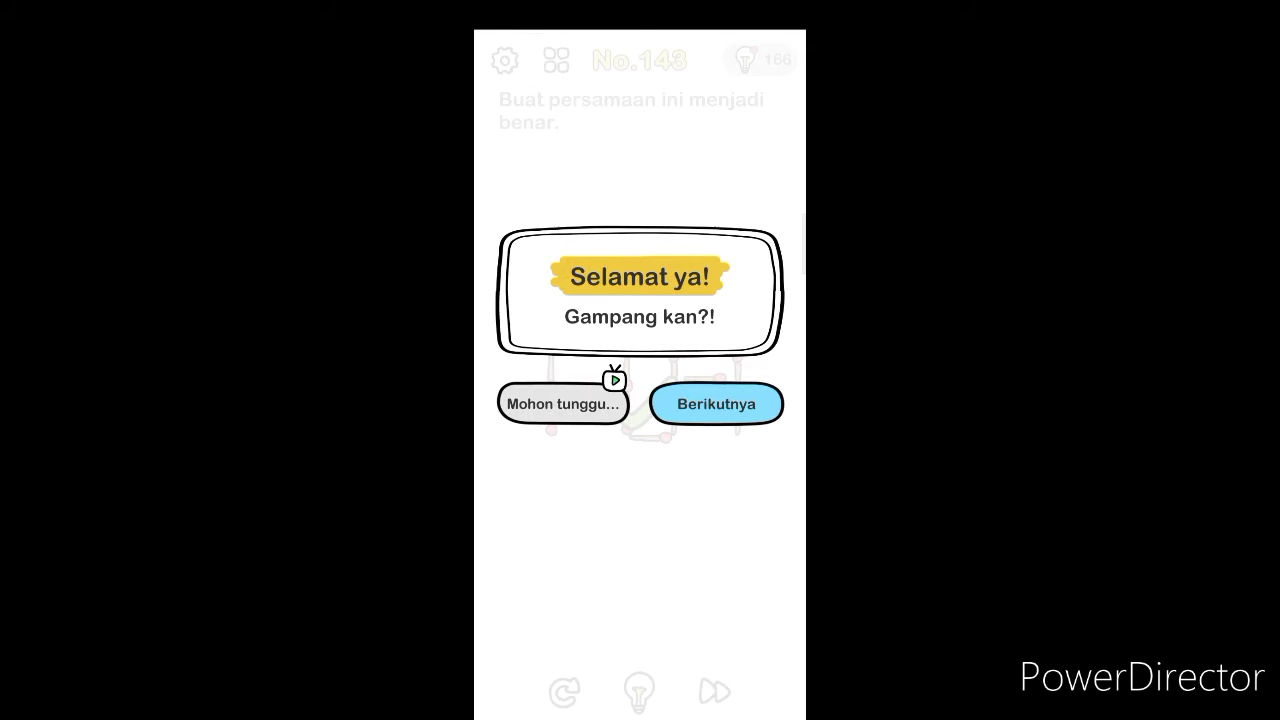 No.143
166
Buat persamaan ini menjadi
benar.
Selamat ya!
Gampang kan?!
Mohon tunggu...
Berikutnya
PowerDirector